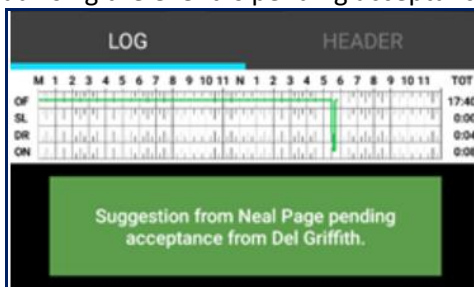 LOG HEADER
M 1 2 3 4 5 6 7 8 9 10 11 N 1 2 3 4 5 6 7 8 9 10 11 TOT
OF 17:40
SL 0:00
DR 0:04
ON 0:08
Suggestion from Neal Page pending
acceptance from Del Griffith.